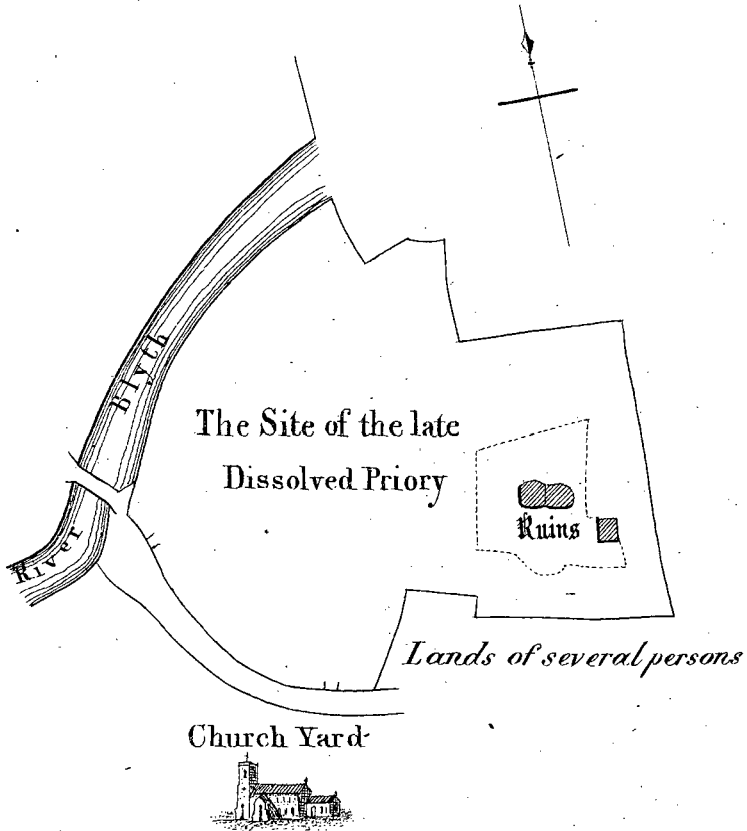 River Blyth
The Site of the late
Dissolved Priory
Ruins
Lands of several persons
Church Yard